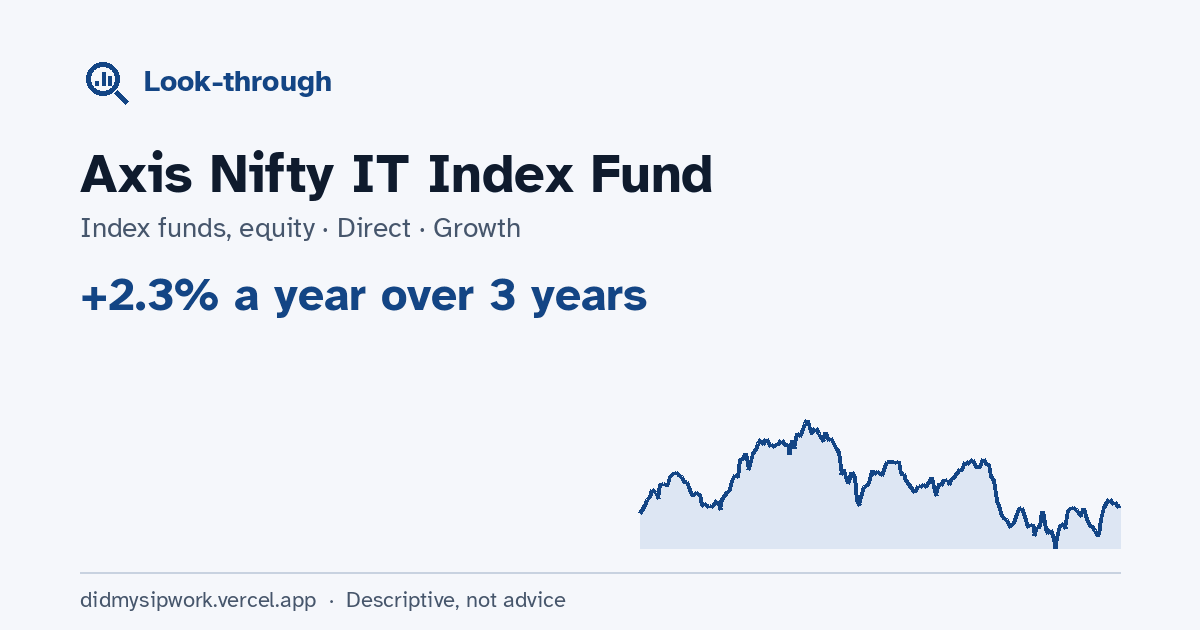 Look-through
Axis Nifty IT Index Fund
Index funds, equity · Direct · Growth
+2.3% a year over 3 years
didmysipwork.vercel.app · Descriptive, not advice